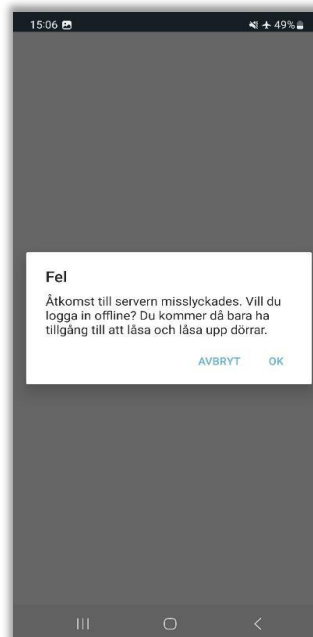 15:06 49%
Fel
Åtkomst till servern misslyckades. Vill du
logga in offline? Du kommer då bara ha
tillgång till att låsa och låsa upp dörrar.
AVBRYT OK